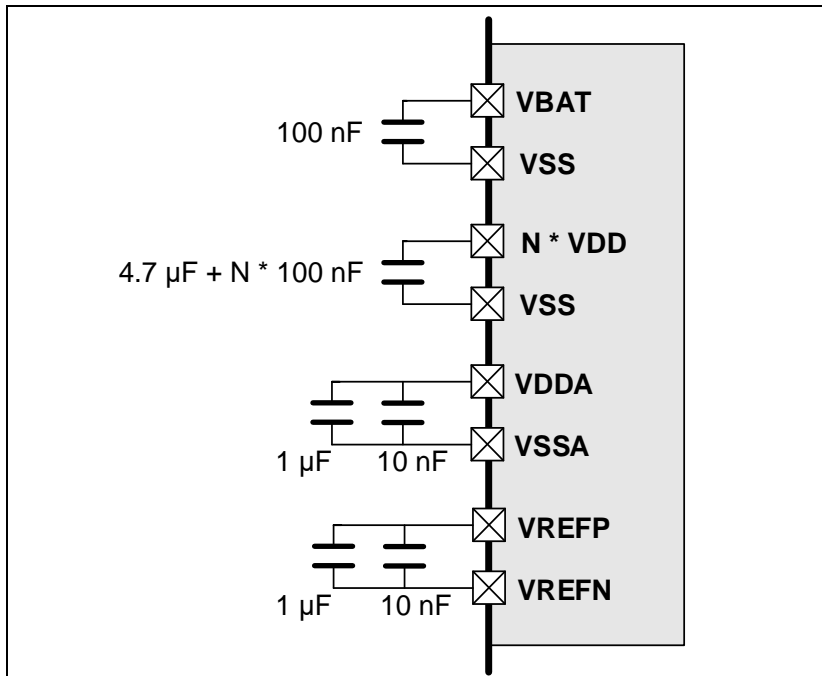 VBAT
100 nF
VSS
N * VDD
4.7 µF + N * 100 nF
VSS
VDDA
1 µF 10 nF VSSA
VREFP
1 µF 10 nF VREFN